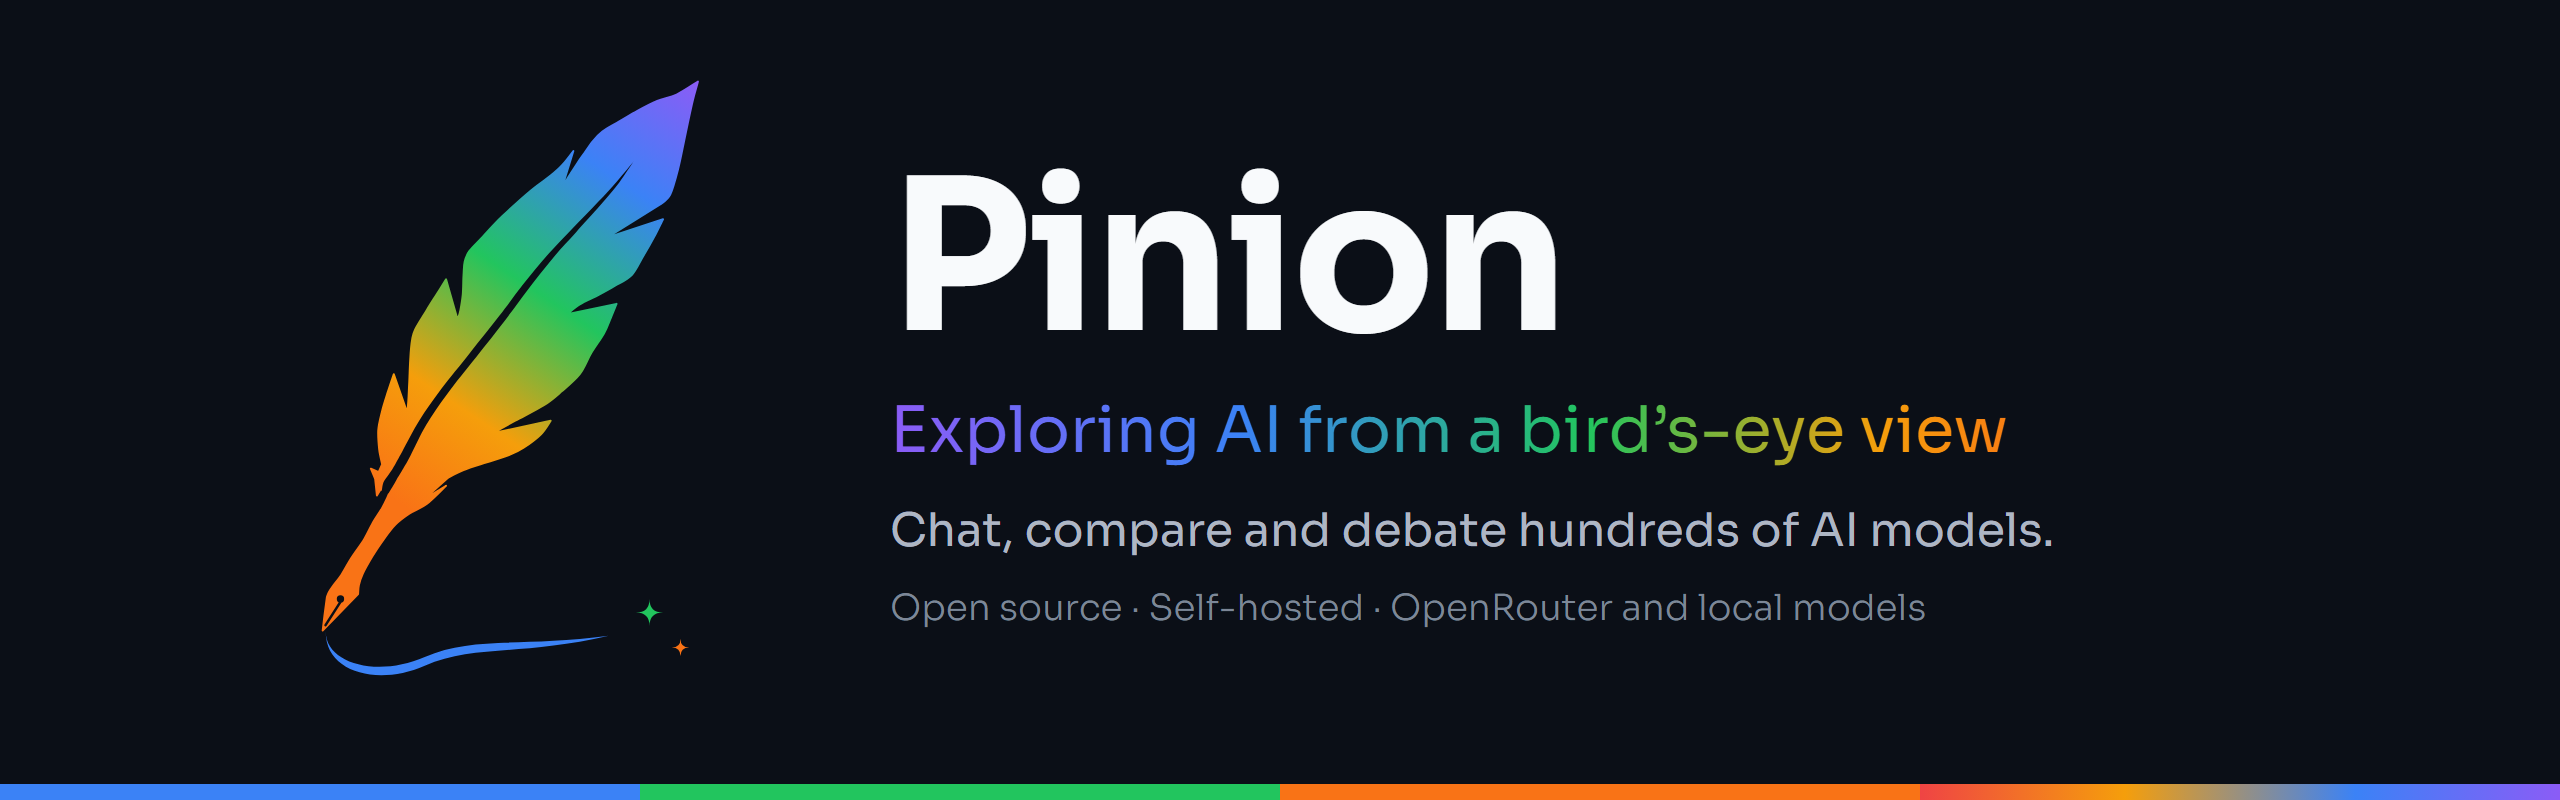 Pinion
Exploring AI from a bird’s-eye view
Chat, compare and debate hundreds of AI models.
Open source · Self-hosted · OpenRouter and local models